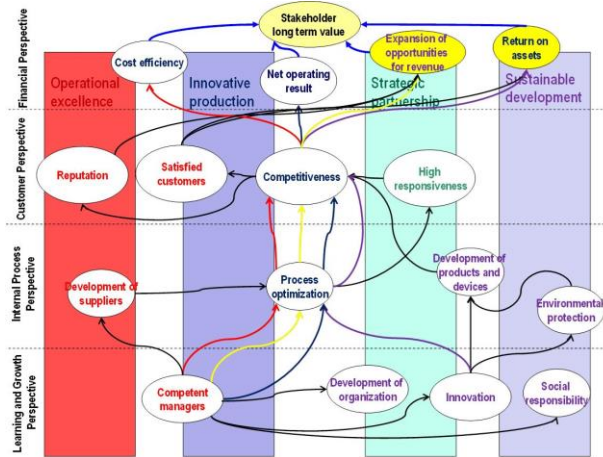 Financial Perspective
Stakeholder
long term value
Cost efficiency
Net operating
result
Expansion of
opportunities
for revenue
Return on
assets
Operational
excellence
Innovative
production
Strategic
partnership
Sustainable
development
Customer Perspective
Reputation
Satisfied
customers
Competitiveness
High
responsiveness
Internal Process
Perspective
Development of
suppliers
Process
optimization
Development of
products and
devices
Environmental
protection
Learning and Growth
Perspective
Competent
managers
Development of
organization
Innovation
Social
responsibility